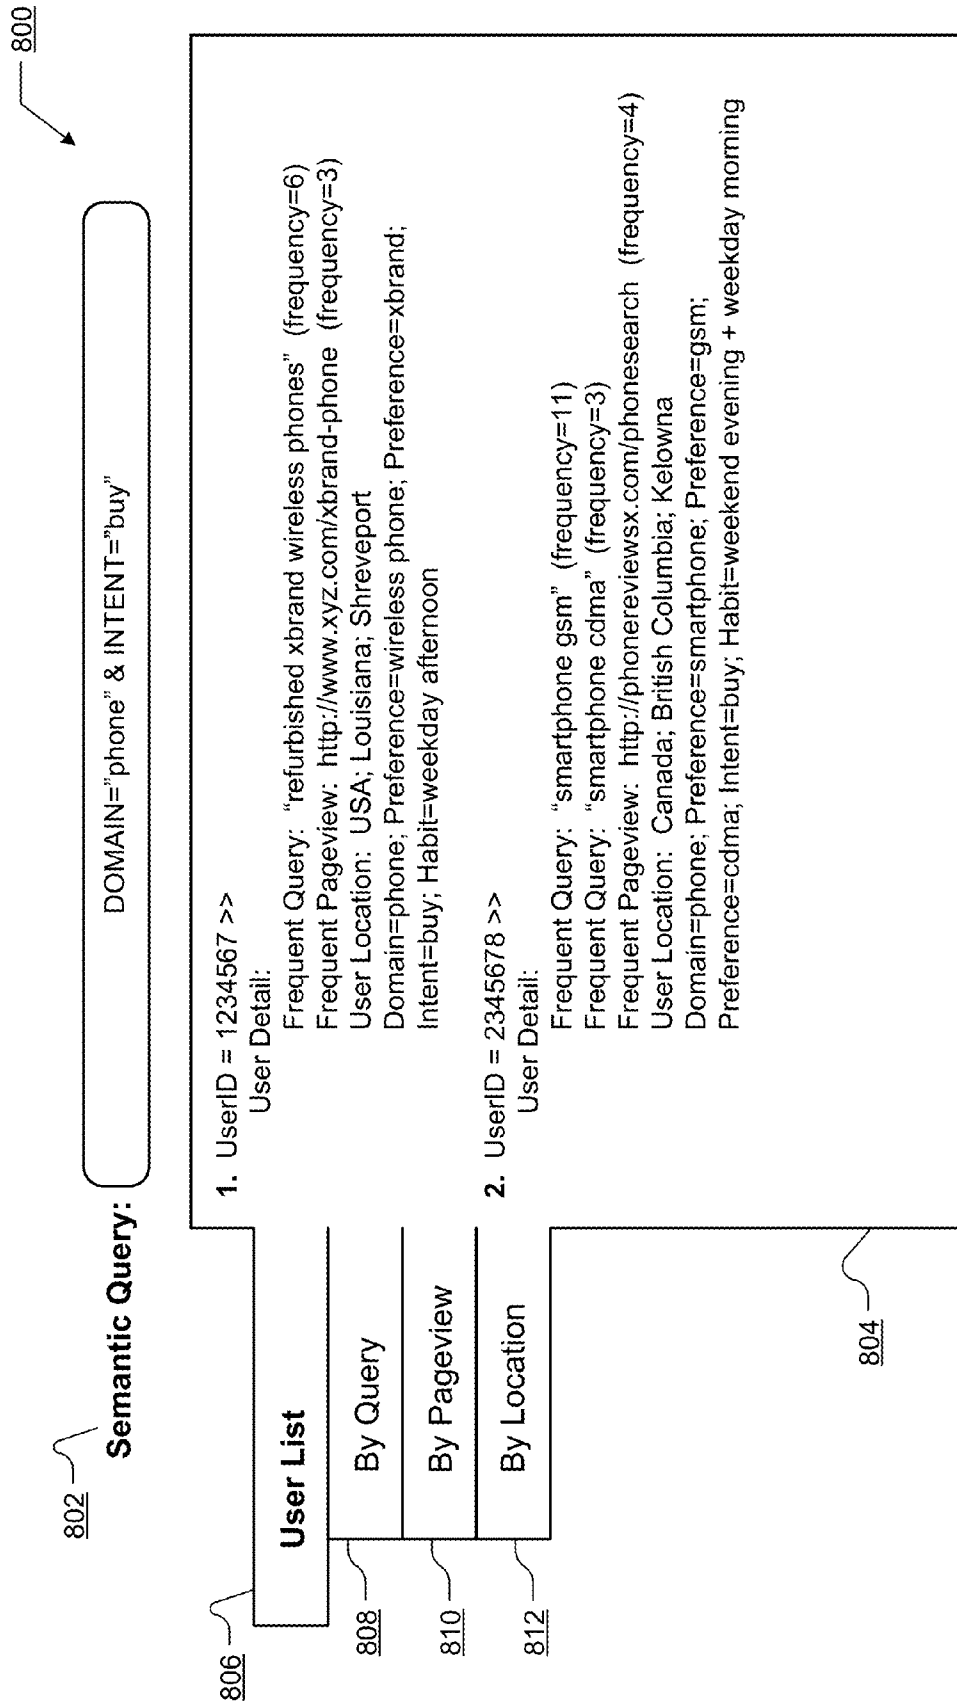 800
802
Semantic Query:
DOMAIN=”phone” & INTENT=”buy”
806
User List
808
By Query
810
By Pageview
812
By Location
804
1. UserID = 1234567 >>
User Detail:
Frequent Query: “refurbished xbrand wireless phones” (frequency=6)
Frequent Pageview: http://www.xyz.com/xbrand-phone (frequency=3)
User Location: USA; Louisiana; Shreveport
Domain=phone; Preference=wireless phone; Preference=xbrand;
Intent=buy; Habit=weekday afternoon
2. UserID = 2345678 >>
User Detail:
Frequent Query: “smartphone gsm” (frequency=11)
Frequent Query: “smartphone cdma” (frequency=3)
Frequent Pageview: http://phonereviewsx.com/phonesearch (frequency=4)
User Location: Canada; British Columbia; Kelowna
Domain=phone; Preference=smartphone; Preference=gsm;
Preference=cdma; Intent=buy; Habit=weekend evening + weekday morning